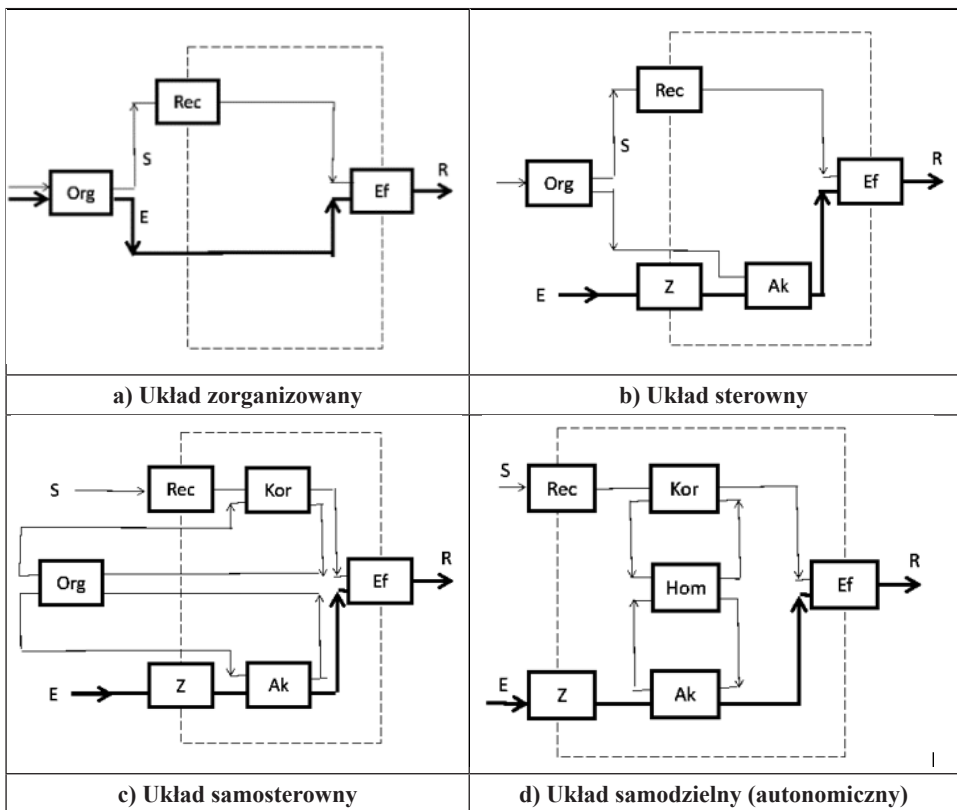 Rec
S
R
Org
Ef
E
a) Układ zorganizowany
Rec
S
R
Org
Ef
E
Z
Ak
b) Układ sterowny
S
Rec
Kor
R
Org
Ef
E
Z
Ak
c) Układ samosterowny
S
Rec
Kor
R
Hom
Ef
E
Z
Ak
d) Układ samodzielny (autonomiczny)